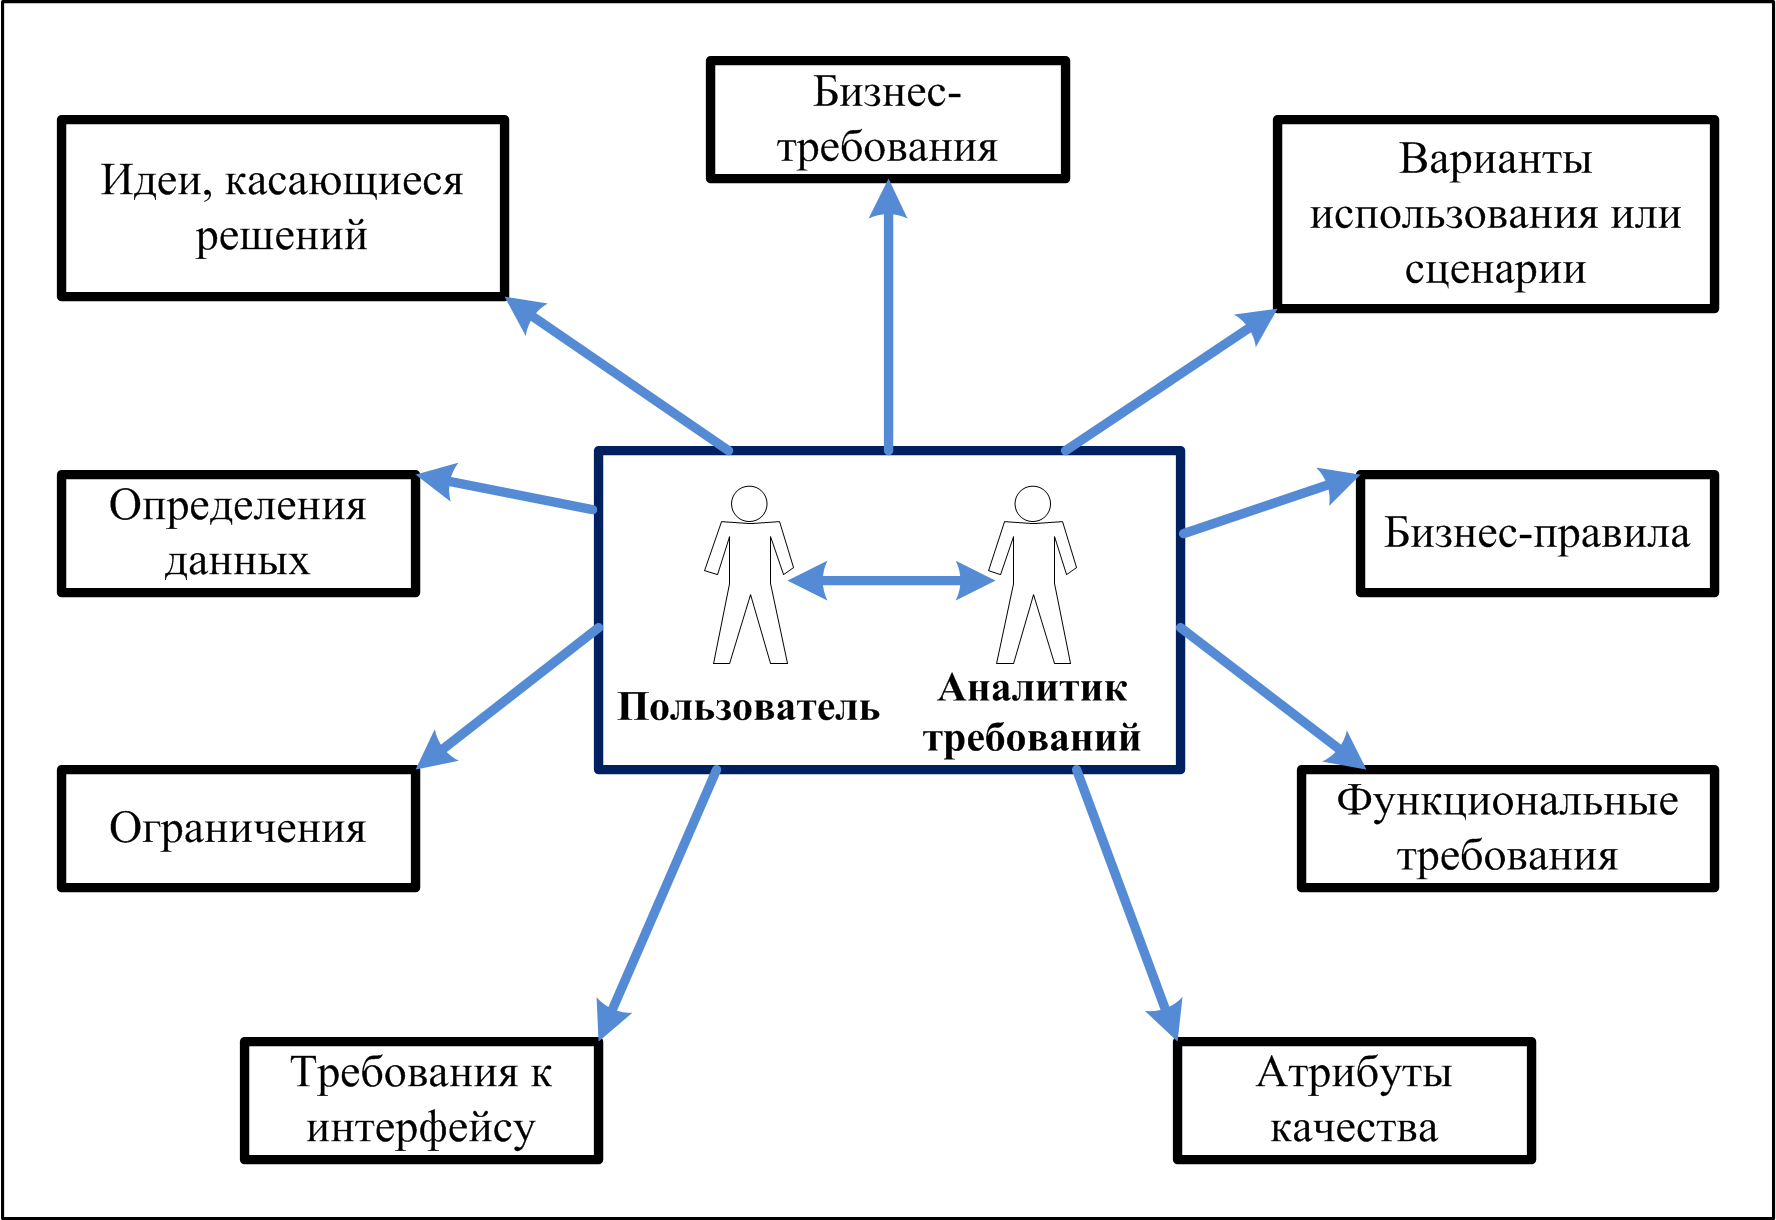 Бизнес-
требования
Идеи, касающиеся
решений
Варианты
использования или
сценарии
Определения
данных
Бизнес-правила
Пользователь
Аналитик
требований
Ограничения
Функциональные
требования
Требования к
интерфейсу
Атрибуты
качества